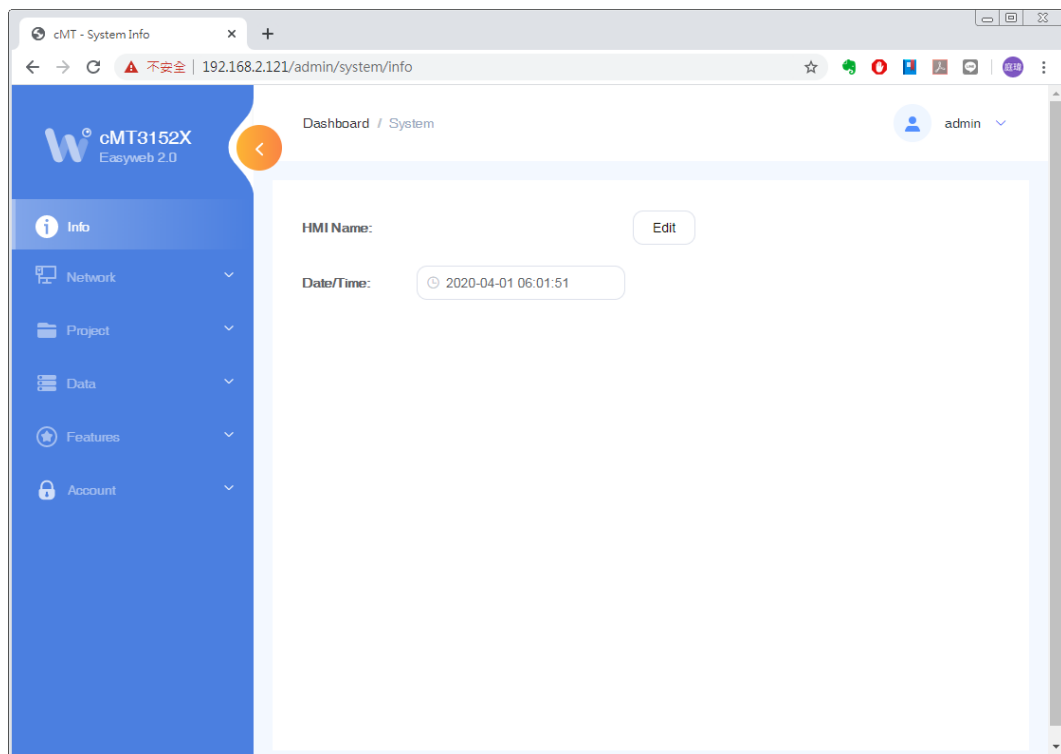 cMT - System Info
不安全 | 192.168.2.121/admin/system/info
cMT3152X
Easyweb 2.0
Dashboard / System
admin
Info
HMI Name:
Edit
Network
Date/Time:
2020-04-01 06:01:51
Project
Data
Features
Account